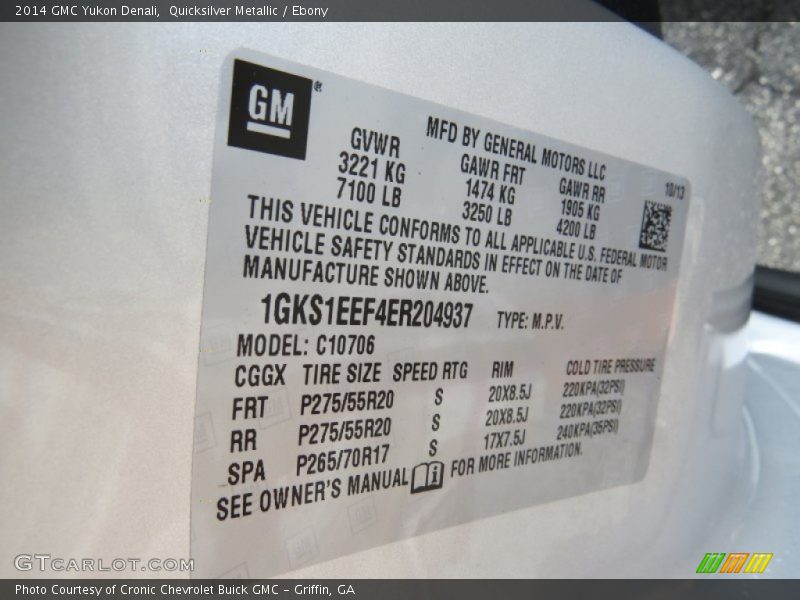 2014 GMC Yukon Denali, Quicksilver Metallic / Ebony
GM®
MFD BY GENERAL MOTORS LLC
10/13
GVWR GAWR FRT GAWR RR
3221 KG 1474 KG 1905 KG
7100 LB 3250 LB 4200 LB
THIS VEHICLE CONFORMS TO ALL APPLICABLE U.S. FEDERAL MOTOR
VEHICLE SAFETY STANDARDS IN EFFECT ON THE DATE OF
MANUFACTURE SHOWN ABOVE.
1GKS1EEF4ER204937 TYPE: M.P.V.
MODEL: C10706
CGGX TIRE SIZE SPEED RTG RIM COLD TIRE PRESSURE
FRT P275/55R20 S 20X8.5J 220KPA(32PSI)
RR P275/55R20 S 20X8.5J 220KPA(32PSI)
SPA P265/70R17 S 17X7.5J 240KPA(35PSI)
SEE OWNER'S MANUAL FOR MORE INFORMATION.
GTCARLOT.COM
Photo Courtesy of Cronic Chevrolet Buick GMC – Griffin, GA